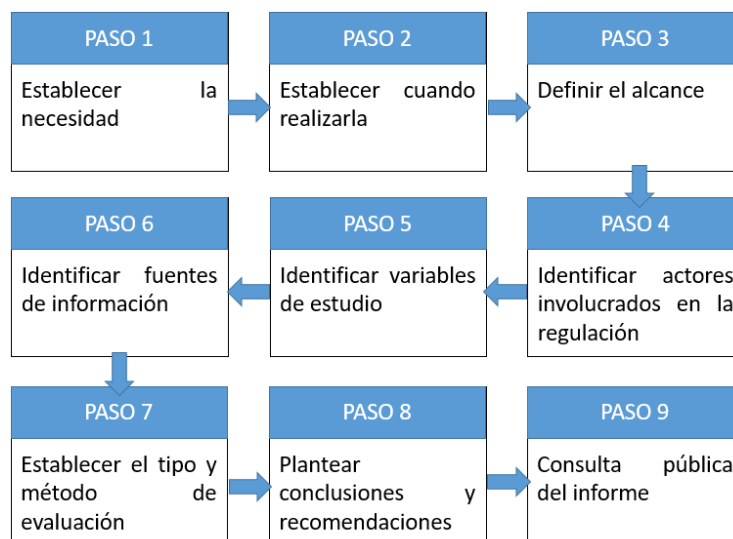 PASO 1
Establecer la
necesidad
PASO 2
Establecer cuando
realizarla
PASO 3
Definir el alcance
PASO 4
Identificar actores
involucrados en la
regulación
PASO 5
Identificar variables
de estudio
PASO 6
Identificar fuentes
de información
PASO 7
Establecer el tipo y
método de
evaluación
PASO 8
Plantear
conclusiones y
recomendaciones
PASO 9
Consulta pública
del informe